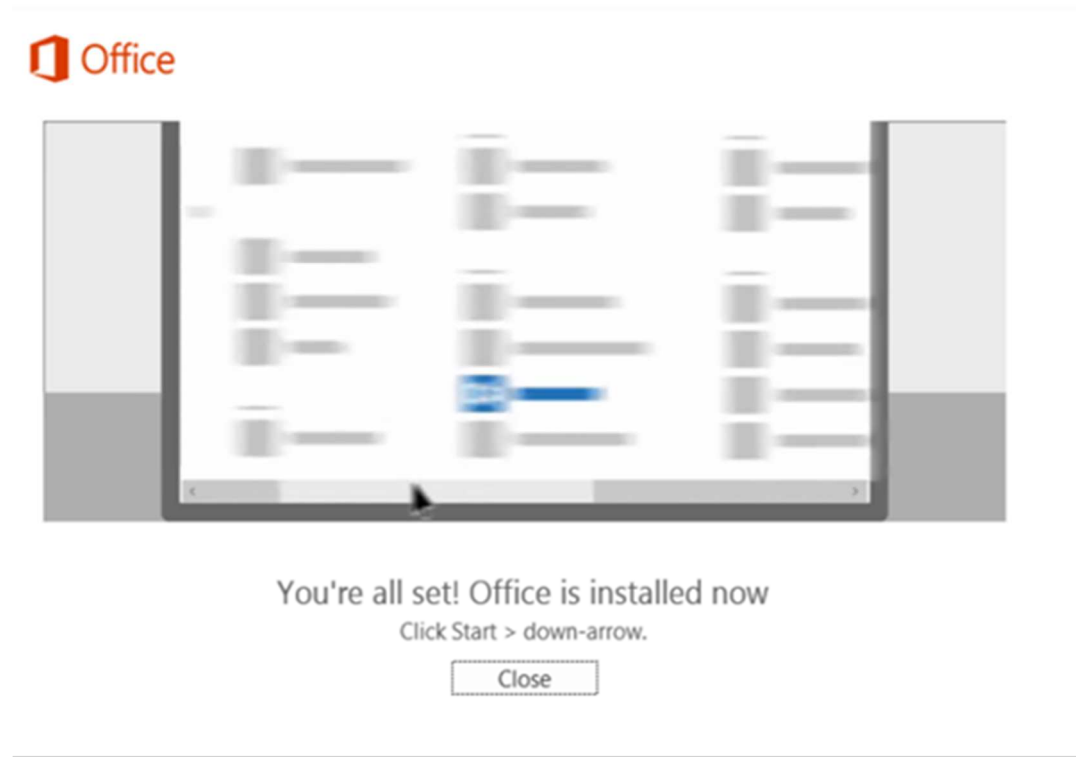 Office
You're all set! Office is installed now
Click Start > down-arrow.
Close